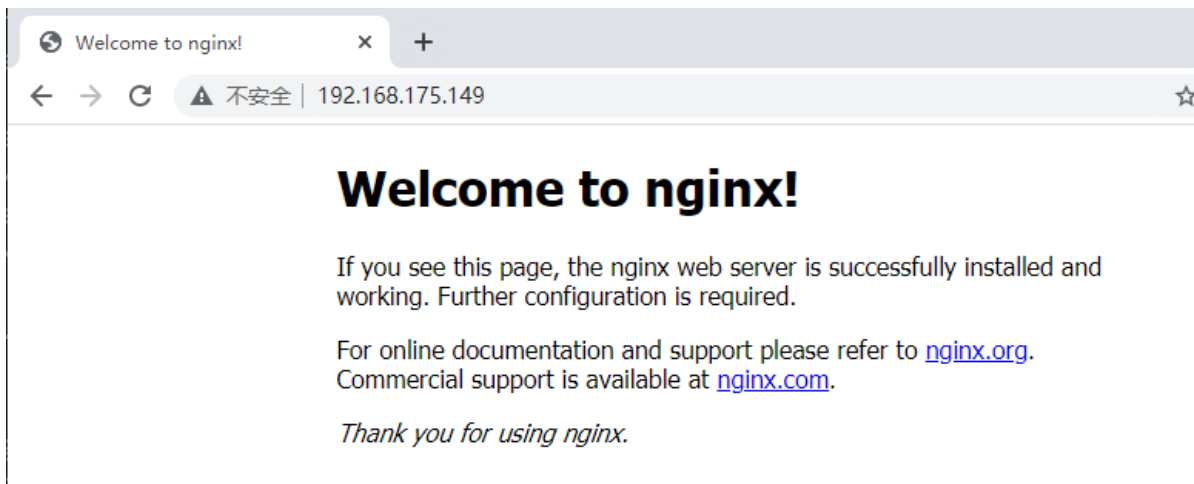 Welcome to nginx!
不安全 | 192.168.175.149
Welcome to nginx!
If you see this page, the nginx web server is successfully installed and
working. Further configuration is required.
For online documentation and support please refer to nginx.org.
Commercial support is available at nginx.com.
Thank you for using nginx.